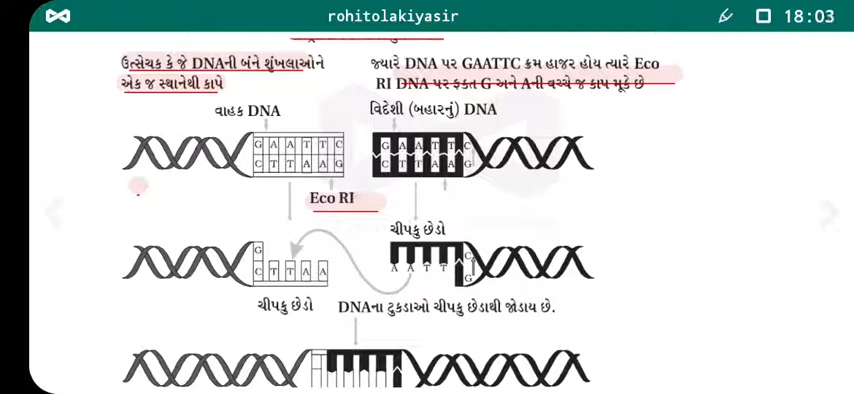 rohitolakiyasir
18:03
ઉત્સેચક કે જે DNAની બંને શૃંખલાઓને
એક જ સ્થાનેથી કાપે
જ્યારે DNA પર GAATTC ક્રમ હાજર હોય ત્યારે Eco
RI DNA પર ફક્ત G અને Aની વચ્ચે જ કાપ મૂકે છે
વાહક DNA
વિદેશી (બહારનું) DNA
G A A T T C
C T T A A G
G A A T T C
C T T A A G
Eco RI
ચીપકુ છેડો
G
C T T A A
C
A A T T
G
ચીપકુ છેડો
DNAના ટુકડાઓ ચીપકુ છેડાથી જોડાય છે.